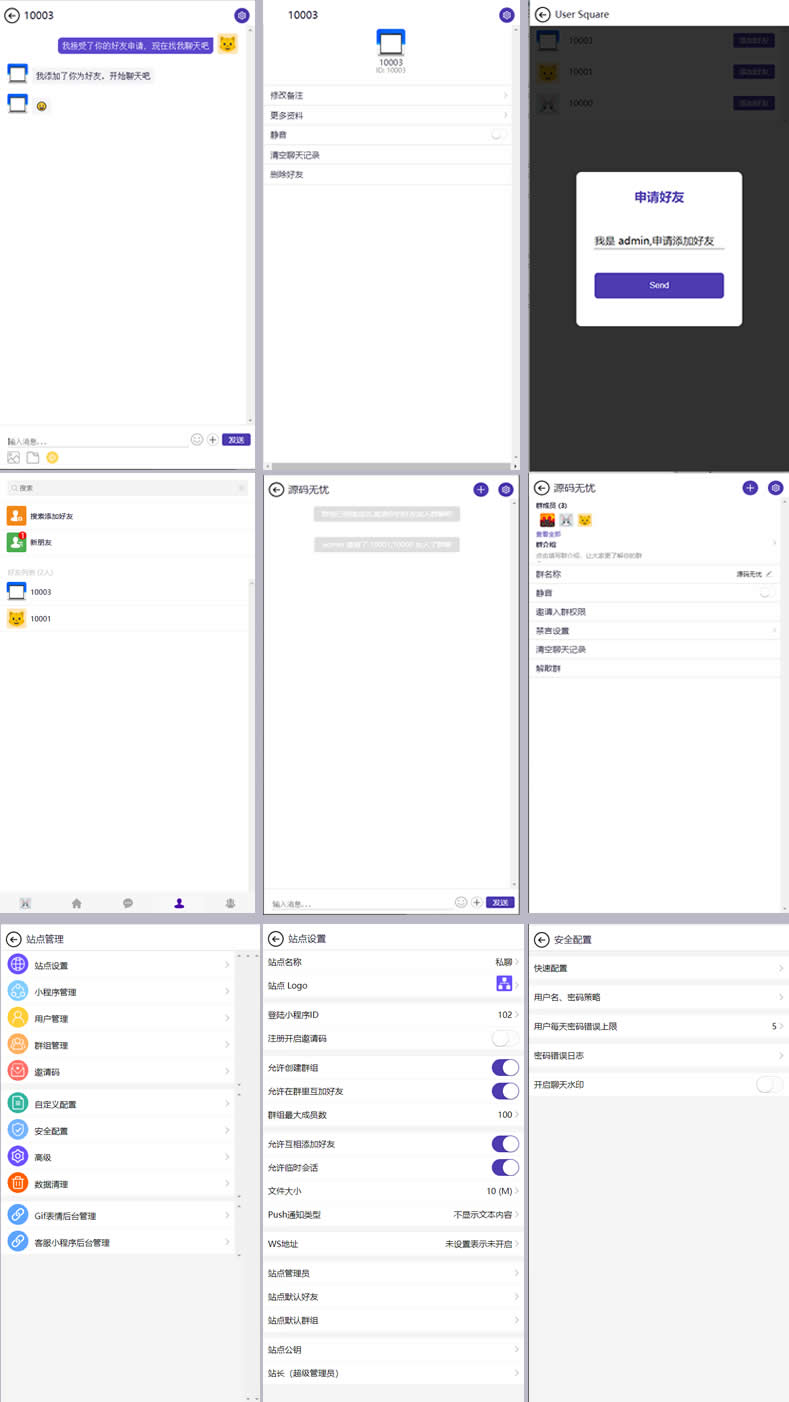 10003
我接受了你的好友申请，现在找我聊天吧
我添加了你为好友，开始聊天吧
输入消息...
发送
10003
10003
ID: 10003
修改备注
更多资料
静音
清空聊天记录
删除好友
User Square
10003
添加好友
10001
添加好友
10000
添加好友
申请好友
我是 admin,申请添加好友
Send
搜索
搜索添加好友
1
新朋友
好友列表 (2人)
10003
10001
源码无忧
admin 邀请了 10001,10000 加入了群聊
输入消息...
发送
源码无忧
群成员 (3)
查看全部
群介绍
点击填写群介绍，让大家更了解你的群
群名称
源码无忧
静音
邀请入群权限
禁言设置
清空聊天记录
解散群
站点管理
站点设置
小程序管理
用户管理
群组管理
邀请码
自定义配置
安全配置
高级
数据清理
Gif表情后台管理
客服小程序后台管理
站点设置
站点名称
私聊
站点 Logo
登陆小程序ID
102
注册开启邀请码
允许创建群组
允许在群里互加好友
群组最大成员数
100
允许互相添加好友
允许临时会话
文件大小
10 (M)
Push通知类型
不显示文本内容
WS地址
未设置表示未开启
站点管理员
站点默认好友
站点默认群组
站点公钥
站长（超级管理员）
安全配置
快速配置
用户名、密码策略
用户每天密码错误上限
5
密码错误日志
开启聊天水印